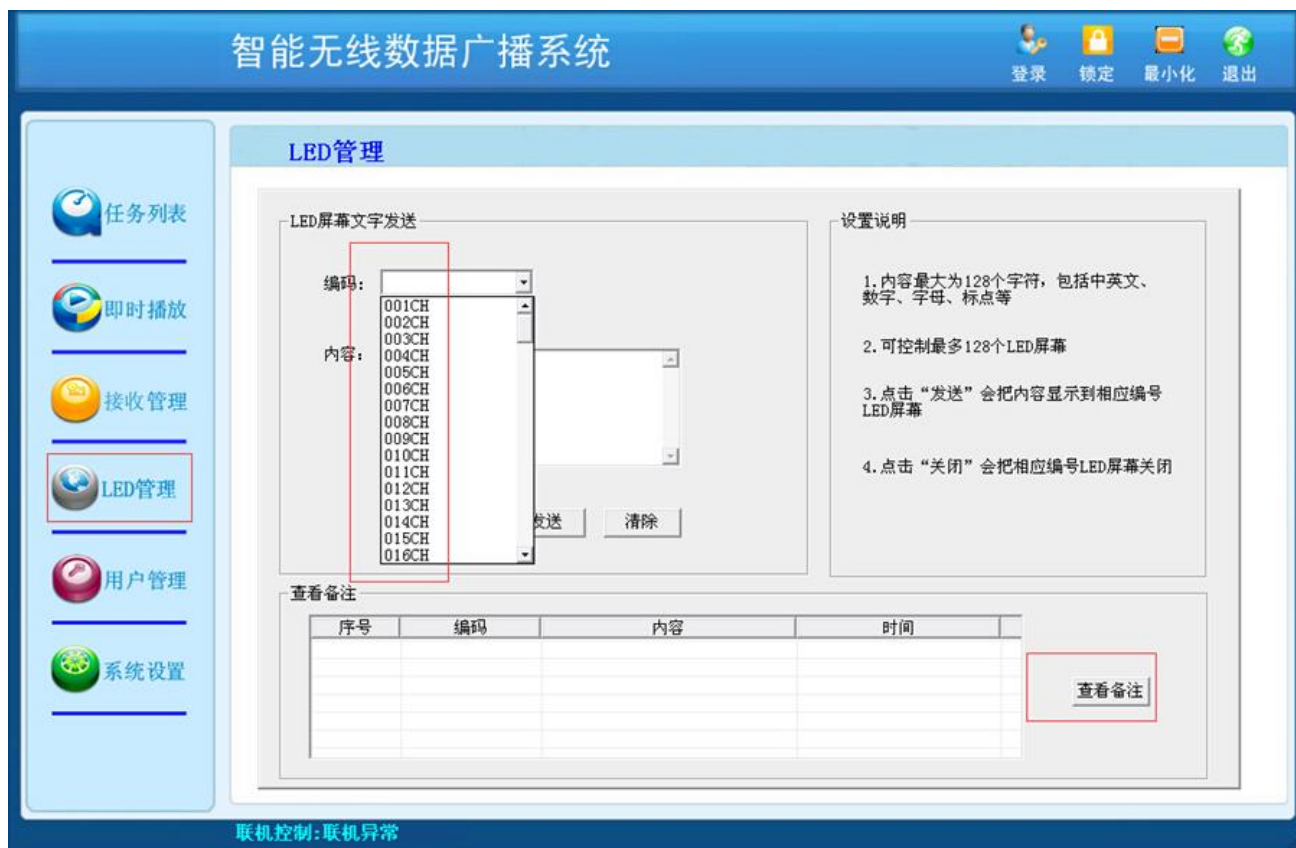 智能无线数据广播系统
登录 锁定 最小化 退出
LED管理
任务列表
即时播放
接收管理
LED管理
用户管理
系统设置
LED屏幕文字发送
编码:
001CH
002CH
003CH
004CH
005CH
006CH
007CH
008CH
009CH
010CH
011CH
012CH
013CH
014CH
015CH
016CH
内容:
发送 清除
设置说明
1.内容最大为128个字符，包括中英文、
数字、字母、标点等
2.可控制最多128个LED屏幕
3.点击“发送”会把内容显示到相应编号
LED屏幕
4.点击“关闭”会把相应编号LED屏幕关闭
查看备注
序号 编码 内容 时间
查看备注
联机控制:联机异常